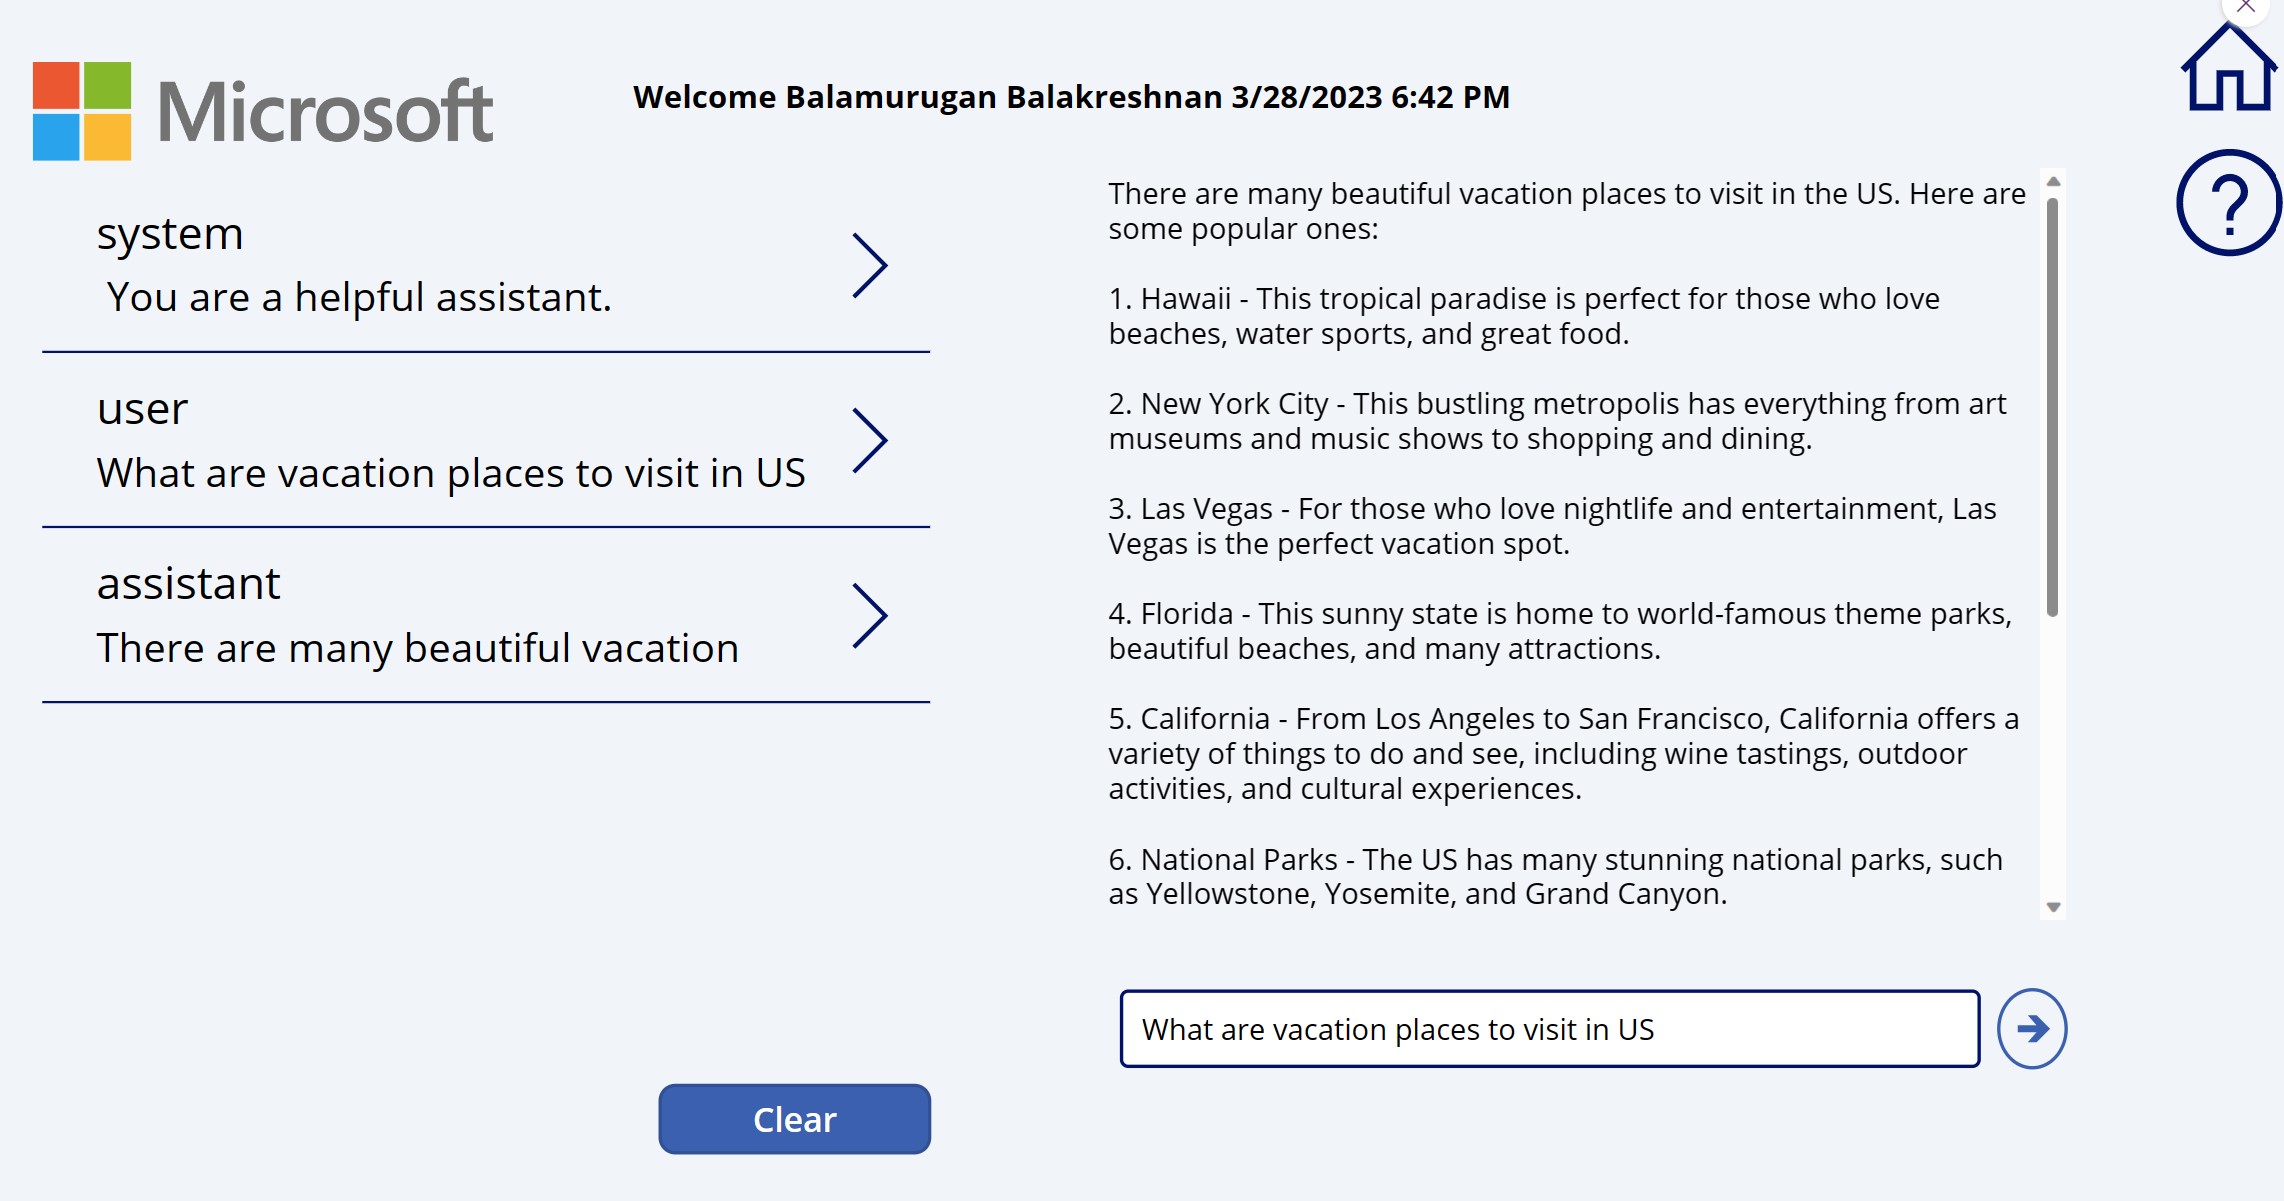 Microsoft
Welcome Balamurugan Balakreshnan 3/28/2023 6:42 PM
system
You are a helpful assistant.
user
What are vacation places to visit in US
assistant
There are many beautiful vacation
There are many beautiful vacation places to visit in the US. Here are
some popular ones:
1. Hawaii - This tropical paradise is perfect for those who love
beaches, water sports, and great food.
2. New York City - This bustling metropolis has everything from art
museums and music shows to shopping and dining.
3. Las Vegas - For those who love nightlife and entertainment, Las
Vegas is the perfect vacation spot.
4. Florida - This sunny state is home to world-famous theme parks,
beautiful beaches, and many attractions.
5. California - From Los Angeles to San Francisco, California offers a
variety of things to do and see, including wine tastings, outdoor
activities, and cultural experiences.
6. National Parks - The US has many stunning national parks, such
as Yellowstone, Yosemite, and Grand Canyon.
What are vacation places to visit in US
Clear